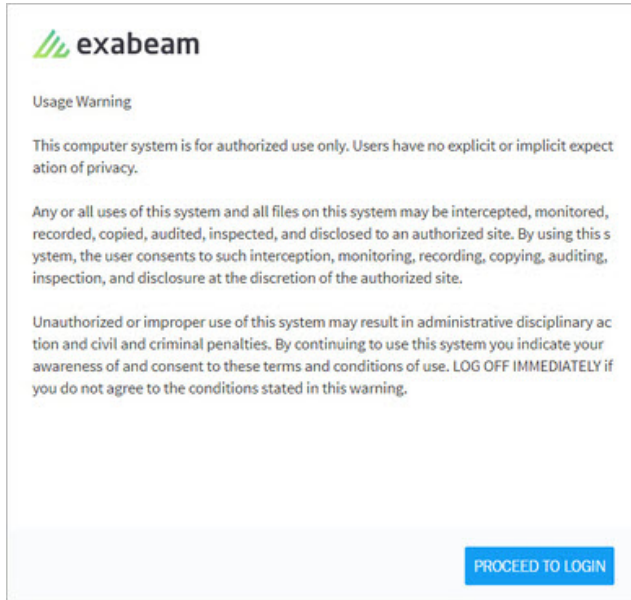 exabeam
Usage Warning
This computer system is for authorized use only. Users have no explicit or implicit expect
ation of privacy.
Any or all uses of this system and all files on this system may be intercepted, monitored,
recorded, copied, audited, inspected, and disclosed to an authorized site. By using this s
ystem, the user consents to such interception, monitoring, recording, copying, auditing,
inspection, and disclosure at the discretion of the authorized site.
Unauthorized or improper use of this system may result in administrative disciplinary ac
tion and civil and criminal penalties. By continuing to use this system you indicate your
awareness of and consent to these terms and conditions of use. LOG OFF IMMEDIATELY if
you do not agree to the conditions stated in this warning.
PROCEED TO LOGIN